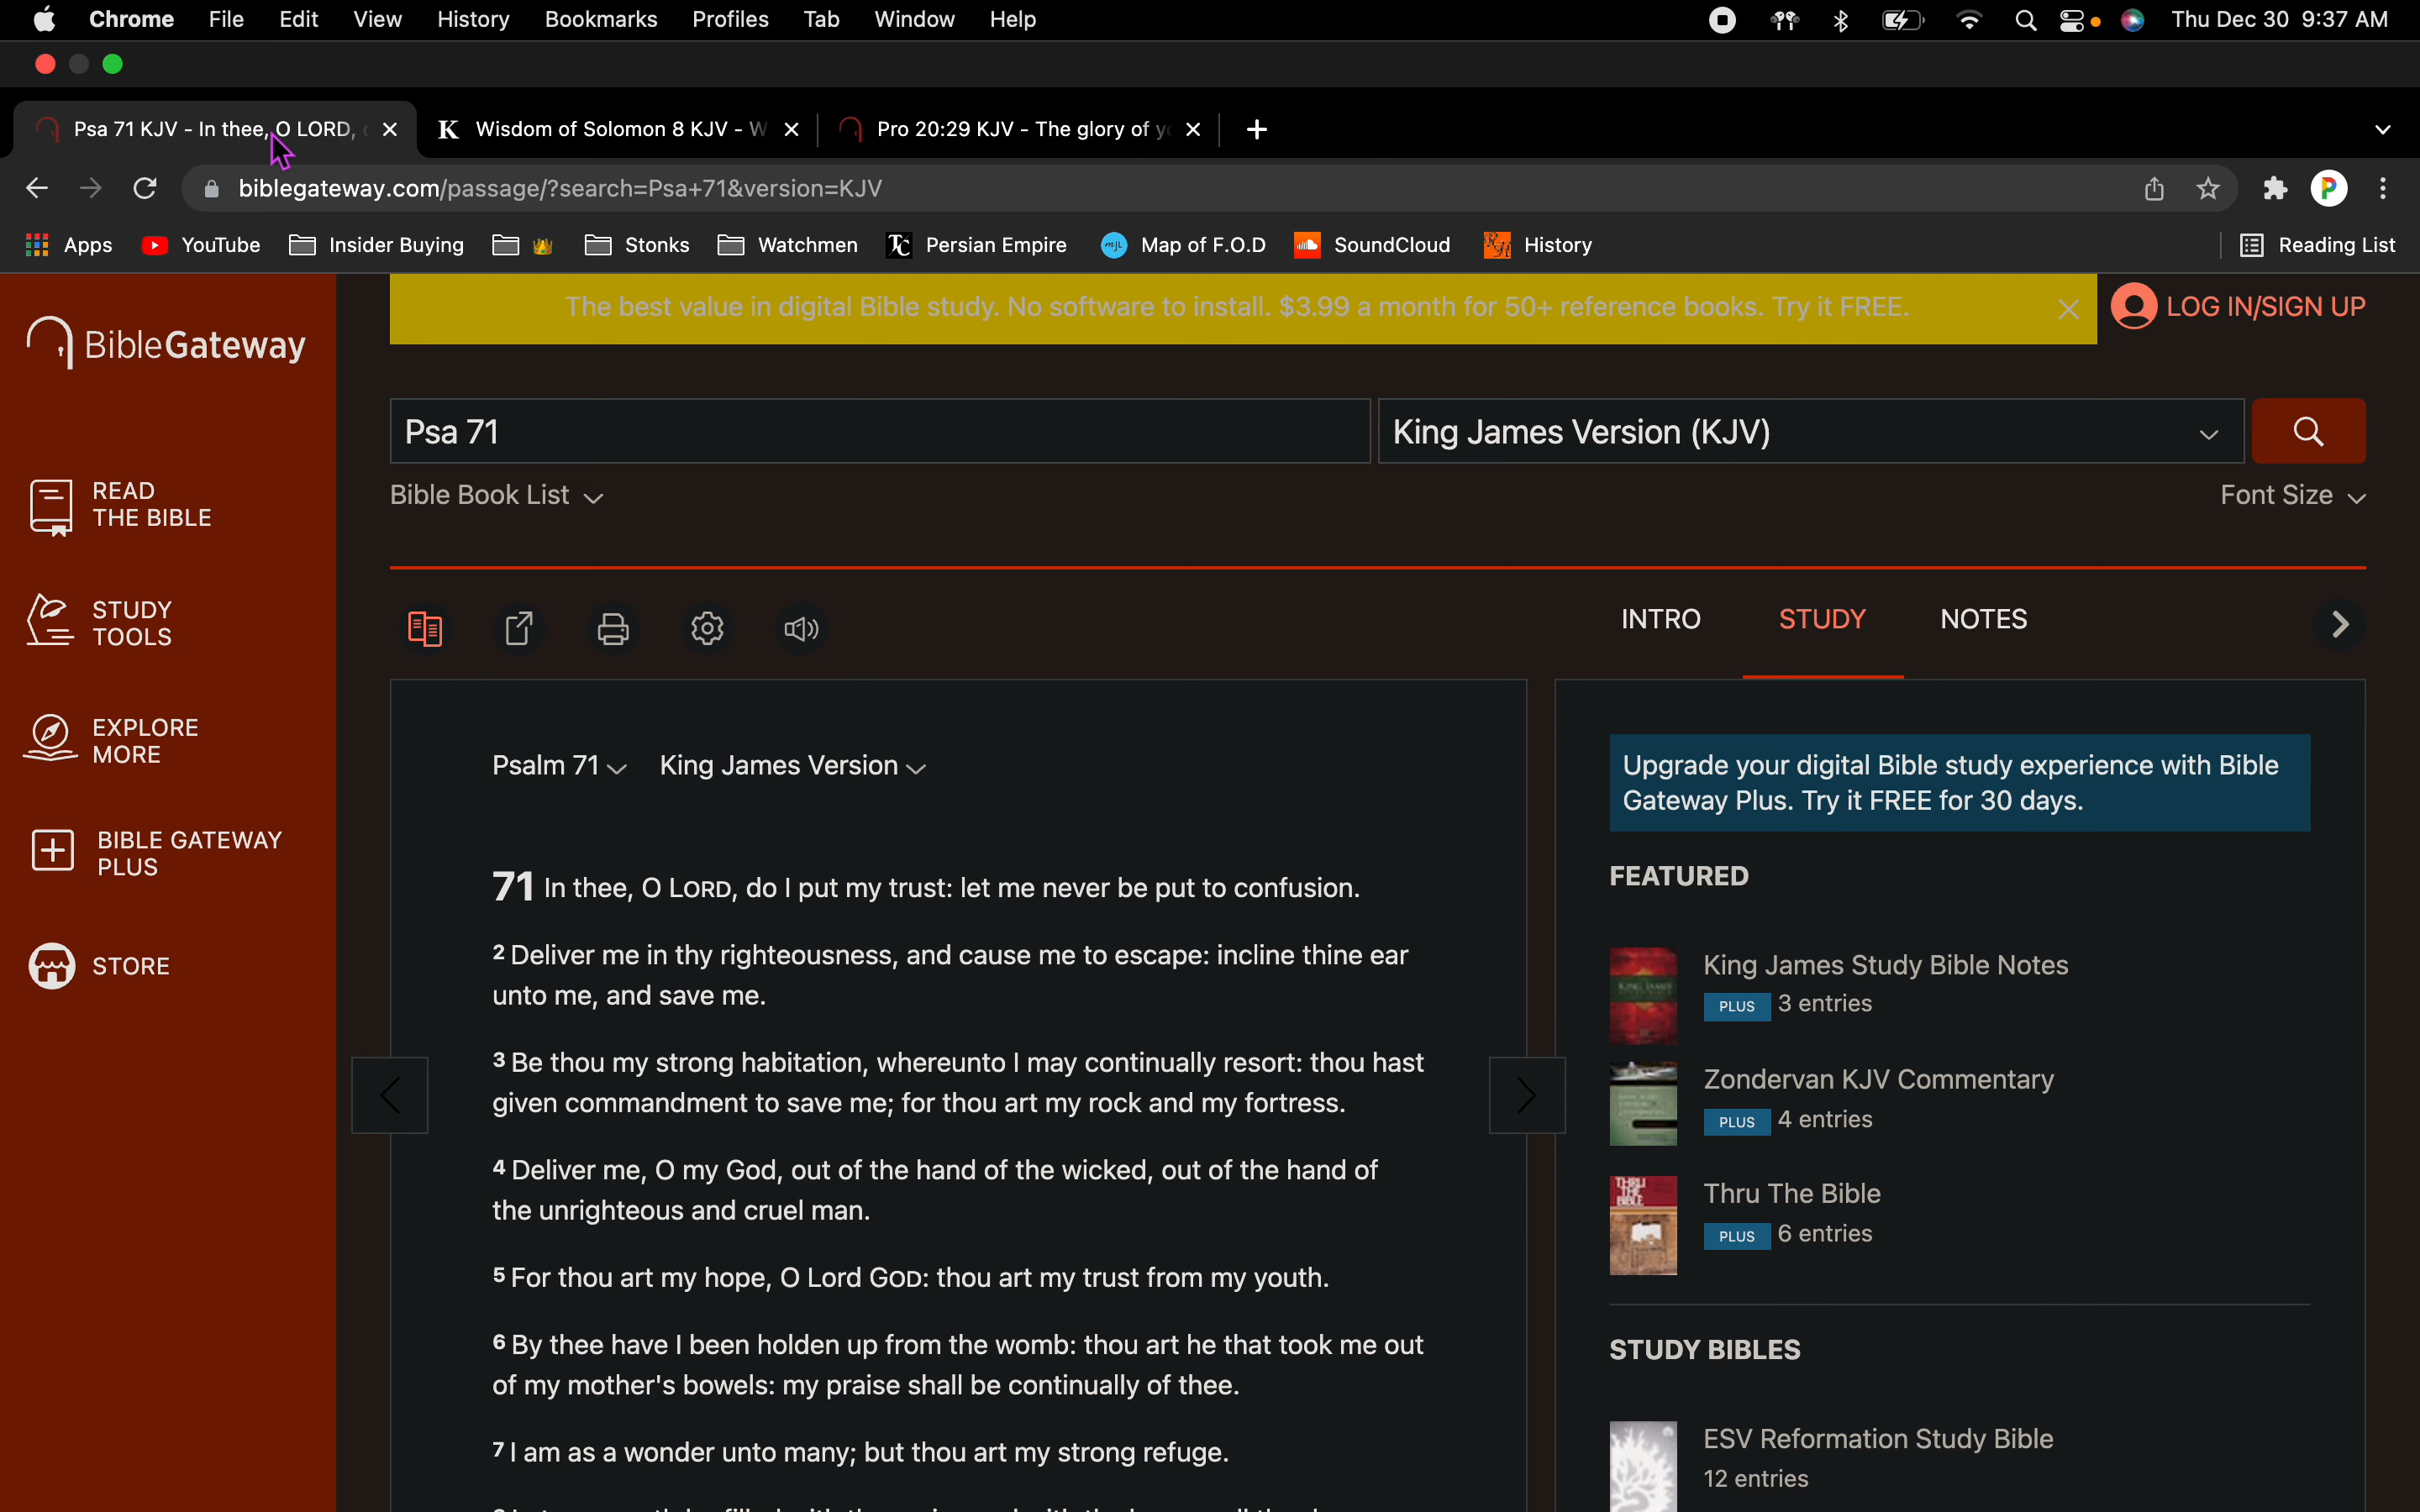 Chrome File Edit View History Bookmarks Profiles Tab Window Help Thu Dec 30 9:37 AM
Psa 71 KJV - In thee, O LORD, Wisdom of Solomon 8 KJV - W Pro 20:29 KJV - The glory of y
biblegateway.com/passage/?search=Psa+71&version=KJV P
Apps YouTube Insider Buying Stonks Watchmen TC Persian Empire mjl Map of F.O.D SoundCloud History Reading List
The best value in digital Bible study. No software to install. $3.99 a month for 50+ reference books. Try it FREE.
LOG IN/SIGN UP
BibleGateway
READ
THE BIBLE
STUDY
TOOLS
EXPLORE
MORE
BIBLE GATEWAY
PLUS
STORE
Psa 71 King James Version (KJV)
Bible Book List Font Size
INTRO STUDY NOTES
Psalm 71 King James Version
71 In thee, O LORD, do I put my trust: let me never be put to confusion.
2 Deliver me in thy righteousness, and cause me to escape: incline thine ear
unto me, and save me.
3 Be thou my strong habitation, whereunto I may continually resort: thou hast
given commandment to save me; for thou art my rock and my fortress.
4 Deliver me, O my God, out of the hand of the wicked, out of the hand of
the unrighteous and cruel man.
5 For thou art my hope, O Lord GOD: thou art my trust from my youth.
6 By thee have I been holden up from the womb: thou art he that took me out
of my mother's bowels: my praise shall be continually of thee.
7 I am as a wonder unto many; but thou art my strong refuge.
Upgrade your digital Bible study experience with Bible
Gateway Plus. Try it FREE for 30 days.
FEATURED
KING JAMES
King James Study Bible Notes
PLUS 3 entries
Zondervan KJV Commentary
PLUS 4 entries
THRU
THE
BIBLE
Thru The Bible
PLUS 6 entries
STUDY BIBLES
ESV Reformation Study Bible
12 entries